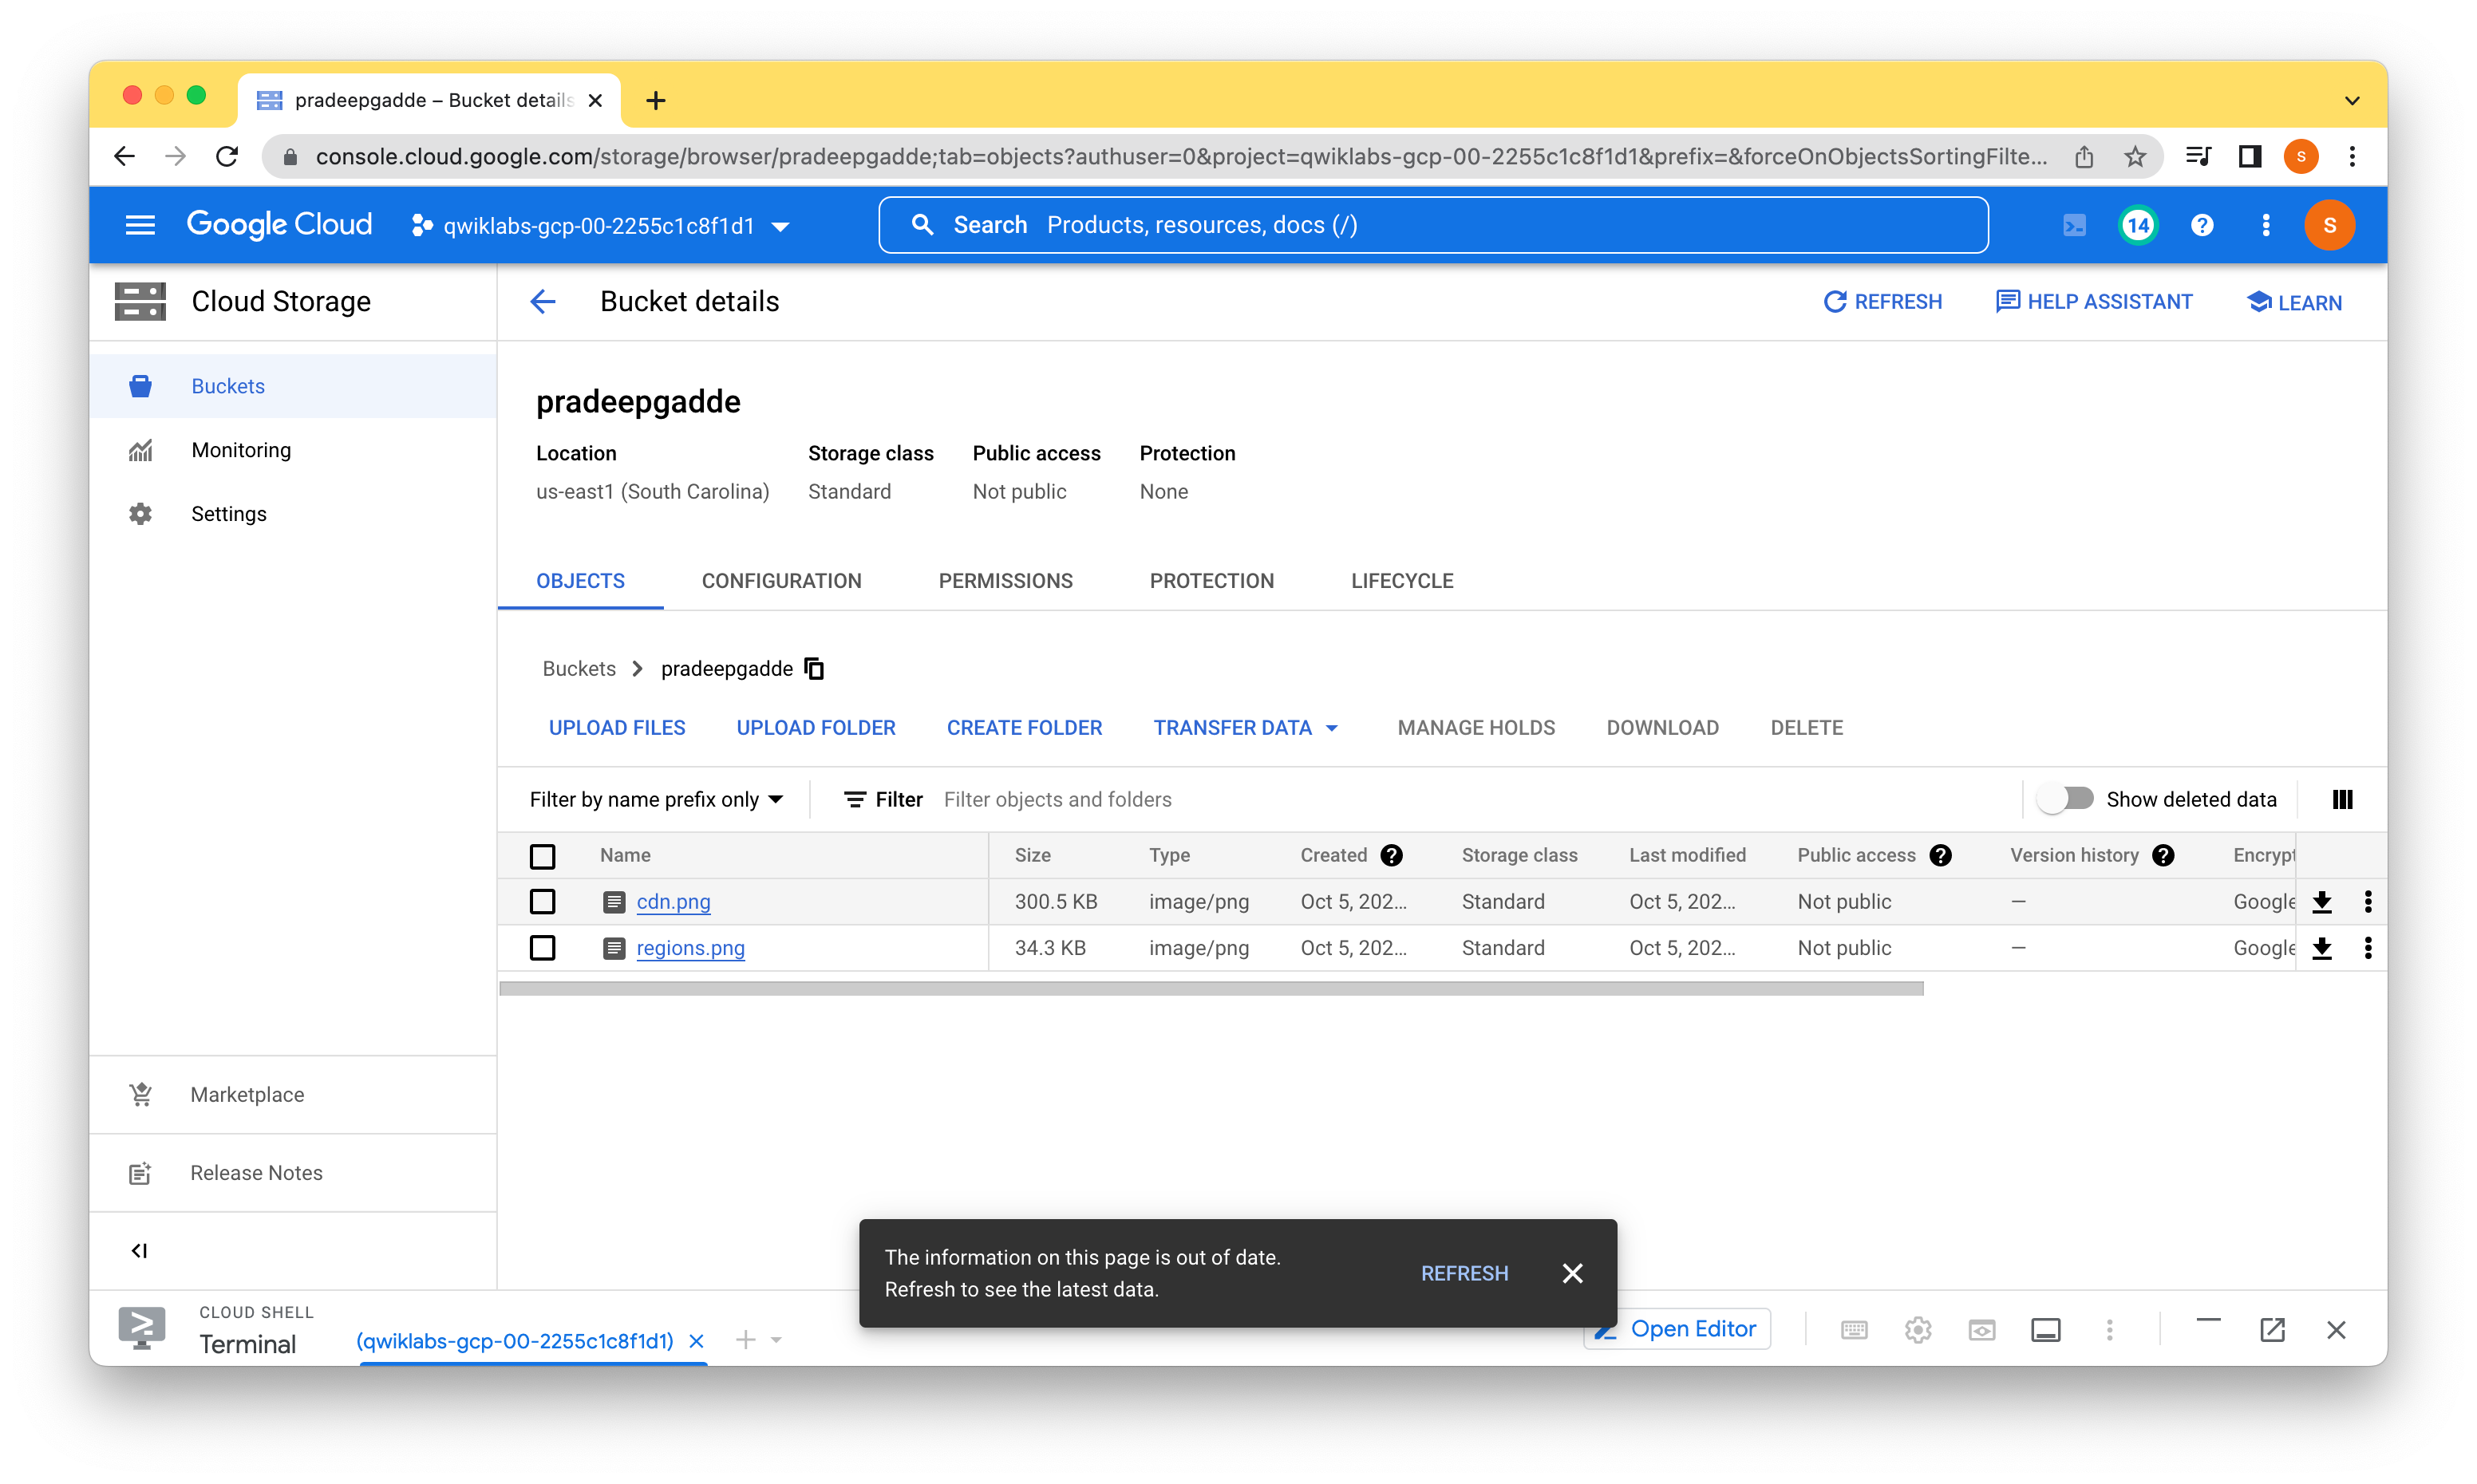 pradeepgadde – Bucket details
console.cloud.google.com/storage/browser/pradeepgadde;tab=objects?authuser=0&project=qwiklabs-gcp-00-2255c1c8f1d1&prefix=&forceOnObjectsSortingFilte...
S
Google Cloud
qwiklabs-gcp-00-2255c1c8f1d1
Search Products, resources, docs (/)
14
S
Cloud Storage
Bucket details
REFRESH
HELP ASSISTANT
LEARN
Buckets
Monitoring
Settings
pradeepgadde
Location Storage class Public access Protection
us-east1 (South Carolina) Standard Not public None
OBJECTS CONFIGURATION PERMISSIONS PROTECTION LIFECYCLE
Buckets > pradeepgadde
UPLOAD FILES UPLOAD FOLDER CREATE FOLDER TRANSFER DATA MANAGE HOLDS DOWNLOAD DELETE
Filter by name prefix only Filter Filter objects and folders Show deleted data
Name Size Type Created Storage class Last modified Public access Version history Encrypt
cdn.png 300.5 KB image/png Oct 5, 202... Standard Oct 5, 202... Not public — Google
regions.png 34.3 KB image/png Oct 5, 202... Standard Oct 5, 202... Not public — Google
Marketplace
Release Notes
The information on this page is out of date.
Refresh to see the latest data.
REFRESH
CLOUD SHELL
Terminal
(qwiklabs-gcp-00-2255c1c8f1d1)
Open Editor